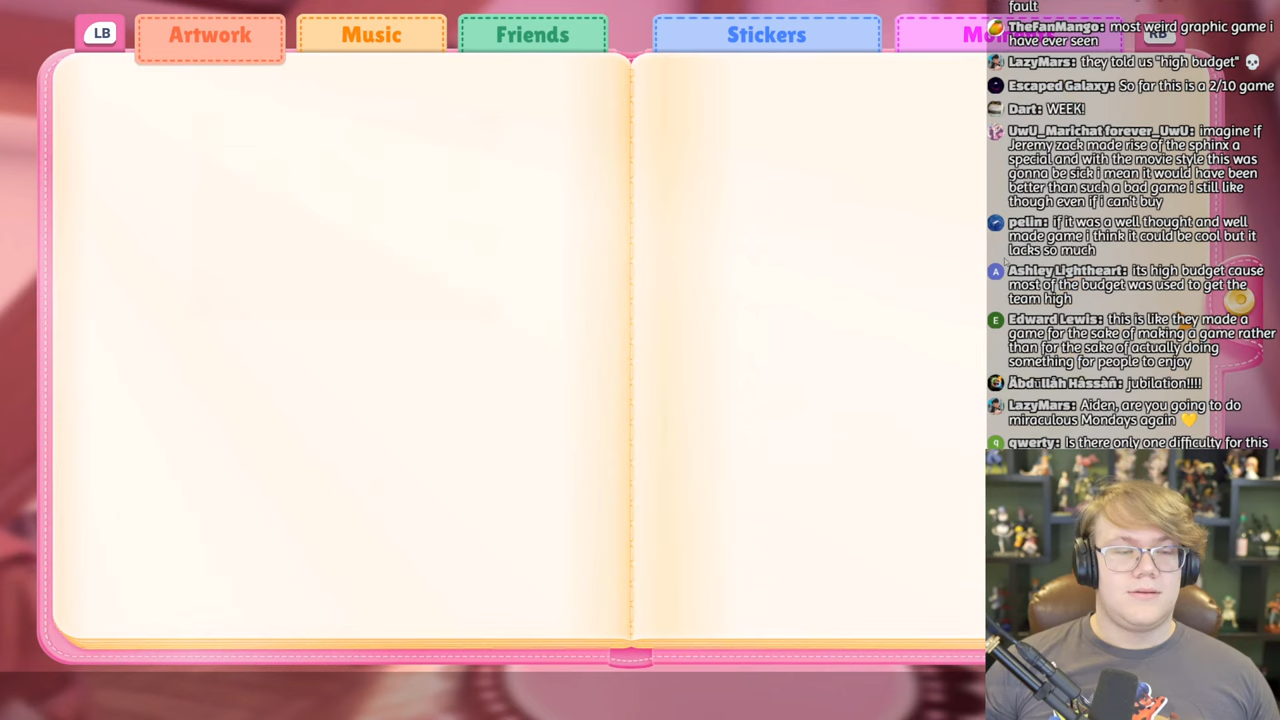 LB
Artwork
Music
Friends
Stickers
fault
TheFanMango: most weird graphic game i
have ever seen
LazyMars: they told us "high budget" 💀
Escaped Galaxy: So far this is a 2/10 game
Dart: WEEK!
UwU_Marichat forever_UwU: imagine if
Jeremy zack made rise of the sphinx a
special and with the movie style this was
gonna be sick i mean it would have been
better than such a bad game i still like
though even if i can't buy
pelin: if it was a well thought and well
made game i think it could be cool but it
lacks so much
A
Ashley Lightheart: its high budget cause
most of the budget was used to get the
team high
E
Edward Lewis: this is like they made a
game for the sake of making a game rather
than for the sake of actually doing
something for people to enjoy
Äbdüllâh Hâssàñ: jubilation!!!!
LazyMars: Aiden, are you going to do
miraculous Mondays again 💛
q
qwerty: Is there only one difficulty for this